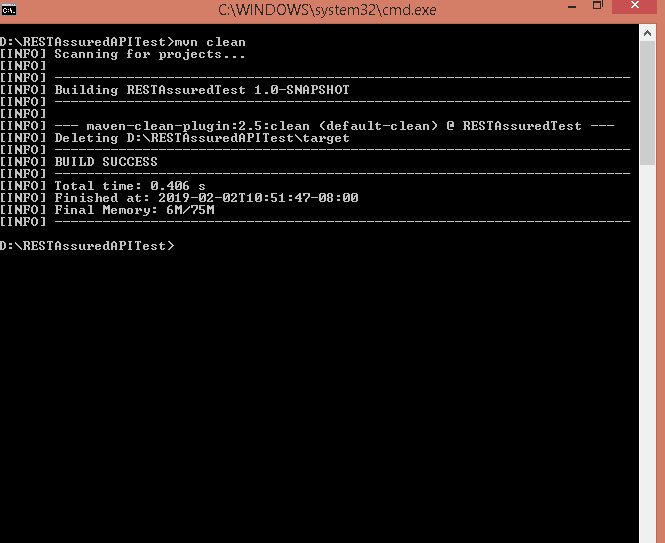 C:\WINDOWS\system32\cmd.exe
D:\RESTAssuredAPITest>mvn clean
[INFO] Scanning for projects...
[INFO]
[INFO] ------------------------------------------------------------------------
[INFO] Building RESTAssuredTest 1.0-SNAPSHOT
[INFO] ------------------------------------------------------------------------
[INFO]
[INFO] --- maven-clean-plugin:2.5:clean (default-clean) @ RESTAssuredTest ---
[INFO] Deleting D:\RESTAssuredAPITest\target
[INFO] ------------------------------------------------------------------------
[INFO] BUILD SUCCESS
[INFO] ------------------------------------------------------------------------
[INFO] Total time: 0.406 s
[INFO] Finished at: 2019-02-02T10:51:47-08:00
[INFO] Final Memory: 6M/75M
[INFO] ------------------------------------------------------------------------
D:\RESTAssuredAPITest>